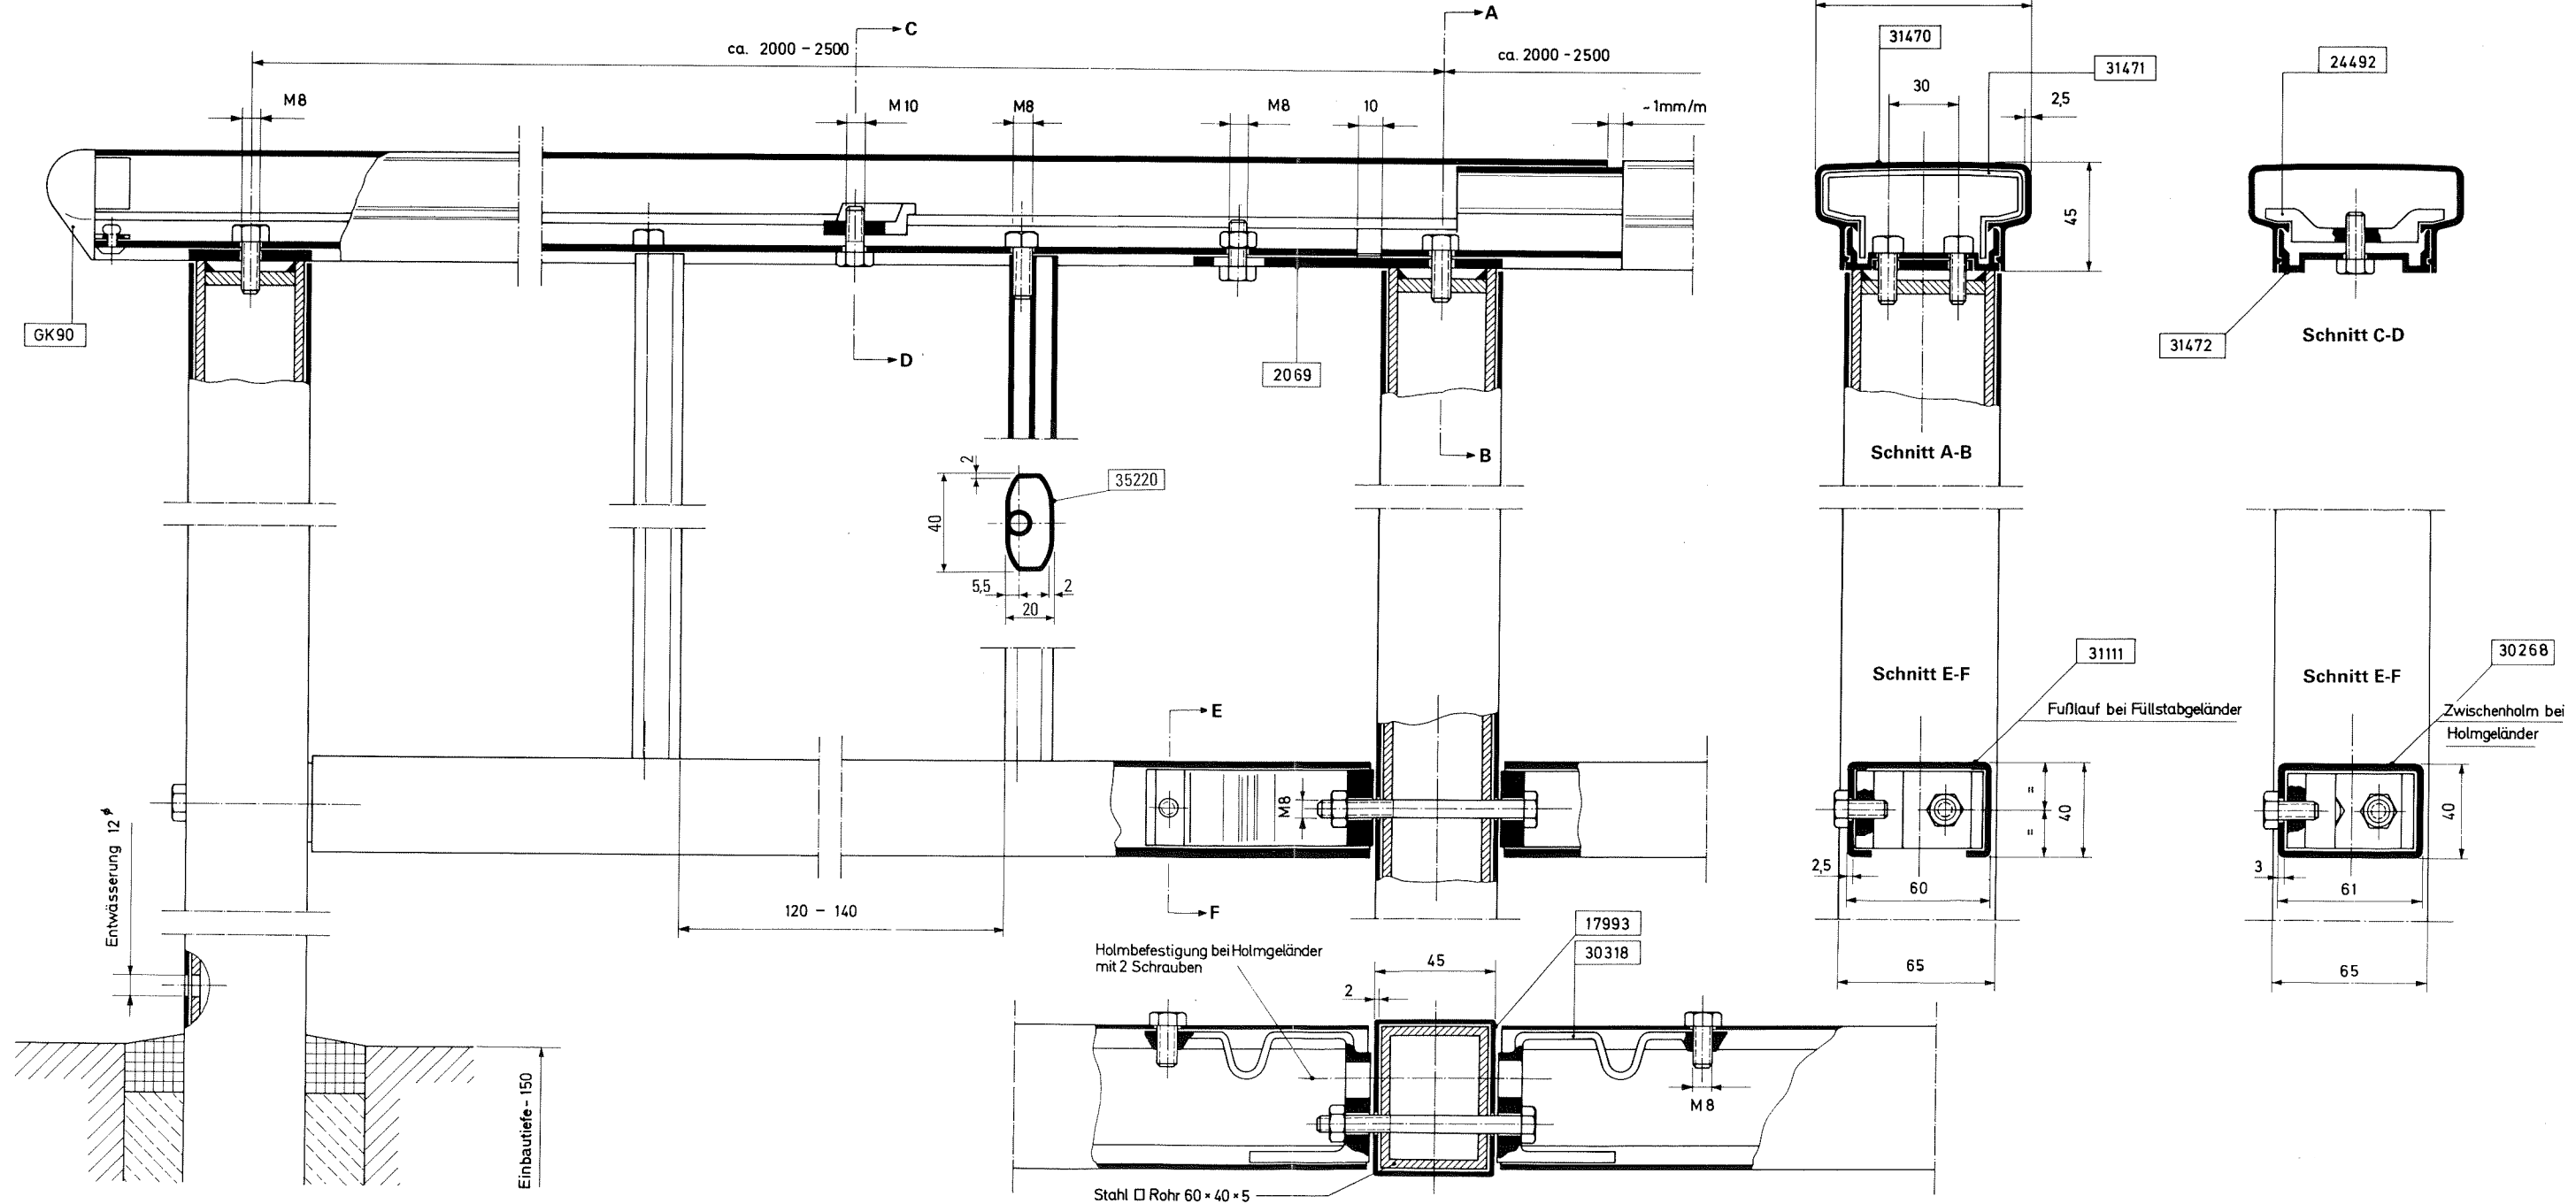 C
A
ca. 2000 - 2500
ca. 2000 - 2500
31470
31471
24492
M8
M10
M8
M8
10
~1mm/m
30
2,5
45
GK90
D
2069
31472
Schnitt C-D
Schnitt A-B
B
2
35220
40
5,5
2
20
31111
30268
Schnitt E-F
Schnitt E-F
E
Fußlauf bei Füllstabgeländer
Zwischenholm bei
Holmgeländer
M8
=
=
40
40
2,5
60
3
61
Entwässerung 12 ø
120 - 140
F
17993
30318
Holmbefestigung bei Holmgeländer
mit 2 Schrauben
45
65
65
2
Einbautiefe - 150
M8
Stahl □ Rohr 60 × 40 × 5